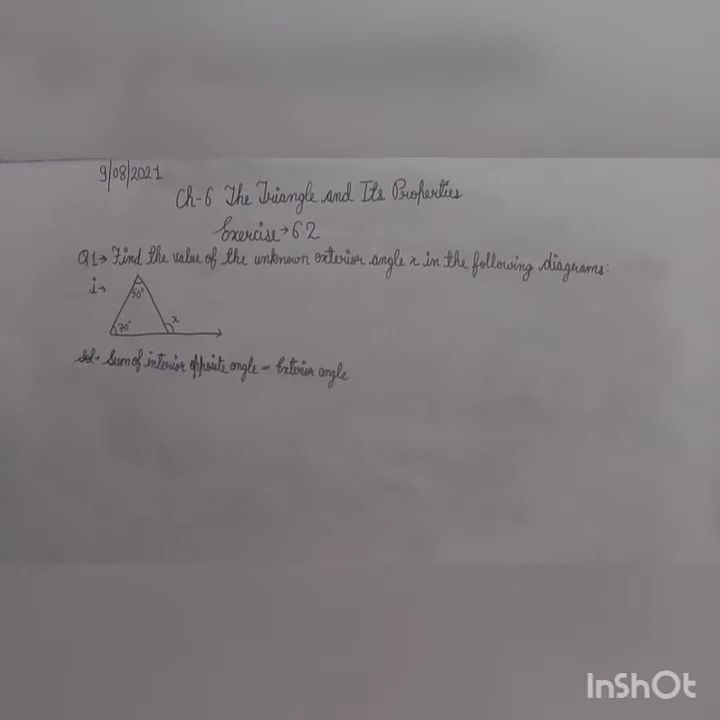 9/08/2021
Ch-6 The Triangle and Its Properties
Exercise→6.2
Q1→ Find the value of the unknown exterior angle x in the following diagrams:
i→
50°
70°
x
Sol- Sum of interior opposite angle = Exterior angle
InShOt